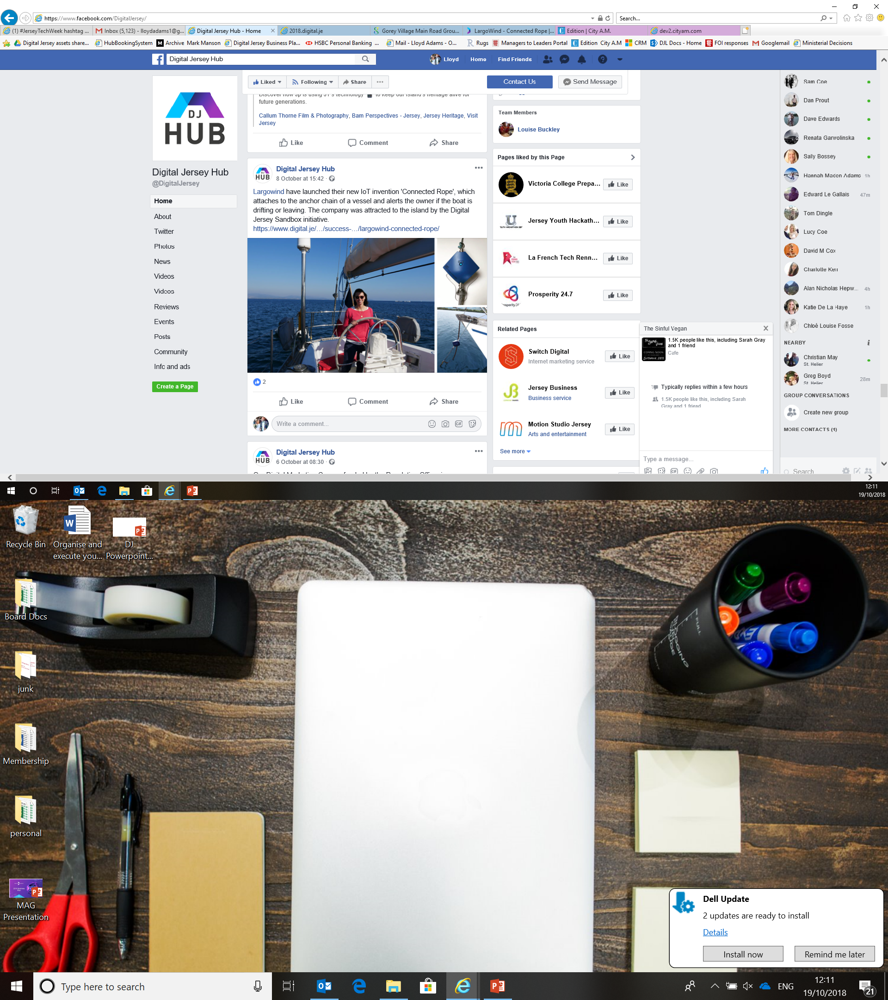 https://www.facebook.com/DigitalJersey/
Search...
(1) #JerseyTechWeek hashtag ...
Inbox (5,123) - lloydadams1@g...
Digital Jersey Hub - Home
2018.digital.je
Gorey Village Main Road Grou...
LargoWind - Connected Rope |...
Edition | City A.M.
dev2.cityam.com
Digital Jersey assets share...
HubBookingSystem
Archive Mark Manson
Digital Jersey Business Pla...
HSBC Personal Banking ...
Mail - Lloyd Adams - O...
Rugs
Managers to Leaders Portal
Edition City A.M
CRM
DJL Docs - Home
FOI responses
Googlemail
Ministerial Decisions
Digital Jersey Hub
Lloyd
Home
Find Friends
DJ
HUB
Digital Jersey Hub
@DigitalJersey
Home
About
Twitter
Photos
News
Videos
Videos
Reviews
Events
Posts
Community
Info and ads
Create a Page
Liked
Following
Share
Contact Us
Send Message
Discover how Jp is using JT's technology to keep our island's heritage alive for
future generations.
Callum Thorne Film & Photography, Bam Perspectives - Jersey, Jersey Heritage, Visit
Jersey
Like
Comment
Share
DJ
HUB
Digital Jersey Hub
8 October at 15:42
Largowind have launched their new IoT invention 'Connected Rope', which
attaches to the anchor chain of a vessel and alerts the owner if the boat is
drifting or leaving. The company was attracted to the island by the Digital
Jersey Sandbox initiative.
https://www.digital.je/…/success-…/largowind-connected-rope/
2
Like
Comment
Share
Write a comment...
GIF
DJ
HUB
Digital Jersey Hub
6 October at 08:30
Team Members
Louise Buckley
Pages liked by this Page
Victoria College Prepa...
Like
Jersey Youth Hackath...
Like
La French Tech Renn...
Like
Prosperity 24.7
Like
Related Pages
Switch Digital
Internet marketing service
Like
Jersey Business
Business service
Like
Motion Studio Jersey
Arts and entertainment
Like
See more
The Sinful Vegan
1.5K people like this, including Sarah Gray
and 1 friend
Cafe
COMING SOON
Typically replies within a few hours
1.5K people like this, including Sarah
Gray and 1 friend
Type a message...
GIF
Sam Coe
Dan Prout
Dave Edwards
Renata Garwolinska
Sally Bossey
Hannah Maden Adams 1h
Edward Le Gallais 47m
Tom Dingle
Lucy Coe
David M Cox
Charlotte Kerr
Alan Nicholas Hepw... 4h
Katie De La Haye 1h
Chloé Louise Fosse
NEARBY
Christian May
St. Helier
Greg Boyd 28m
St. Helier
GROUP CONVERSATIONS
Create new group
MORE CONTACTS (1)
Search
12:11
19/10/2018
Recycle Bin
Organise and
execute you...
DJ
Powerpoint...
Board Docs
junk
Membership
personal
MAG
Presentation
FULL
Dell Update
2 updates are ready to install
Details
Install now
Remind me later
Type here to search
ENG
12:11
19/10/2018
21